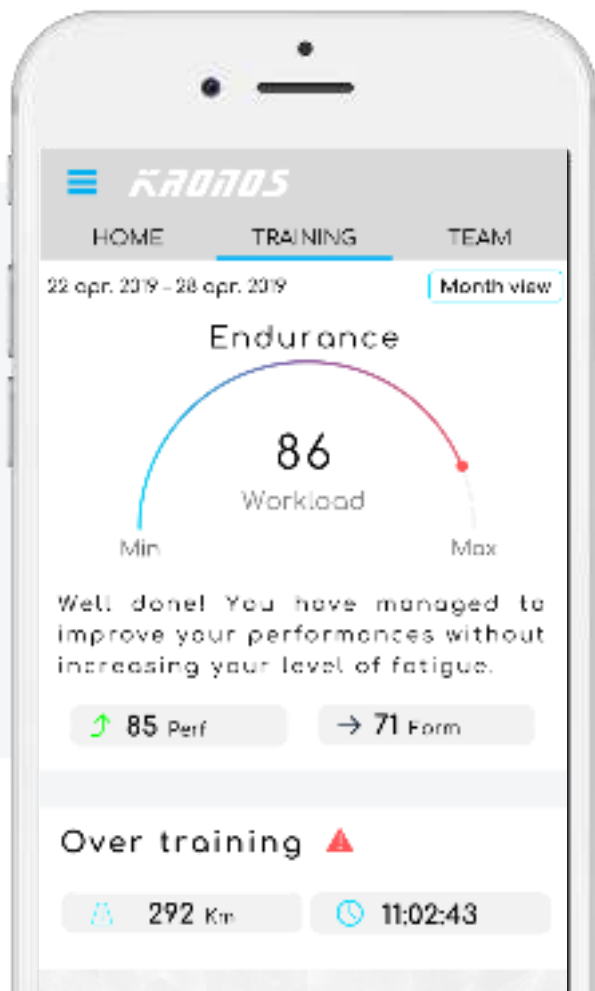 KRONOS
HOME TRAINING TEAM
22 apr. 2019 - 28 apr. 2019 Month view
Endurance
86
Workload
Min Max
Well done! You have managed to
improve your performances without
increasing your level of fatigue.
85 Perf 71 Form
Over training
292 Km 11:02:43